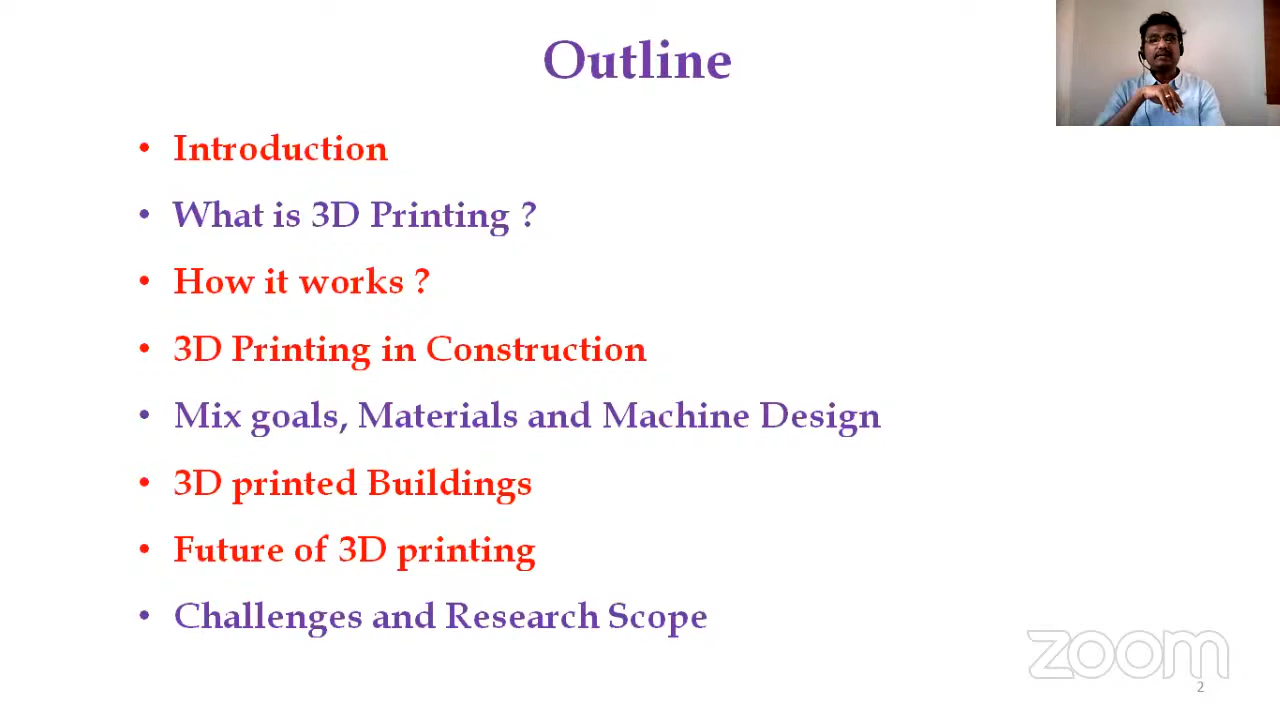 Outline
• Introduction
• What is 3D Printing ?
• How it works ?
• 3D Printing in Construction
• Mix goals, Materials and Machine Design
• 3D printed Buildings
• Future of 3D printing
• Challenges and Research Scope
zoom
2